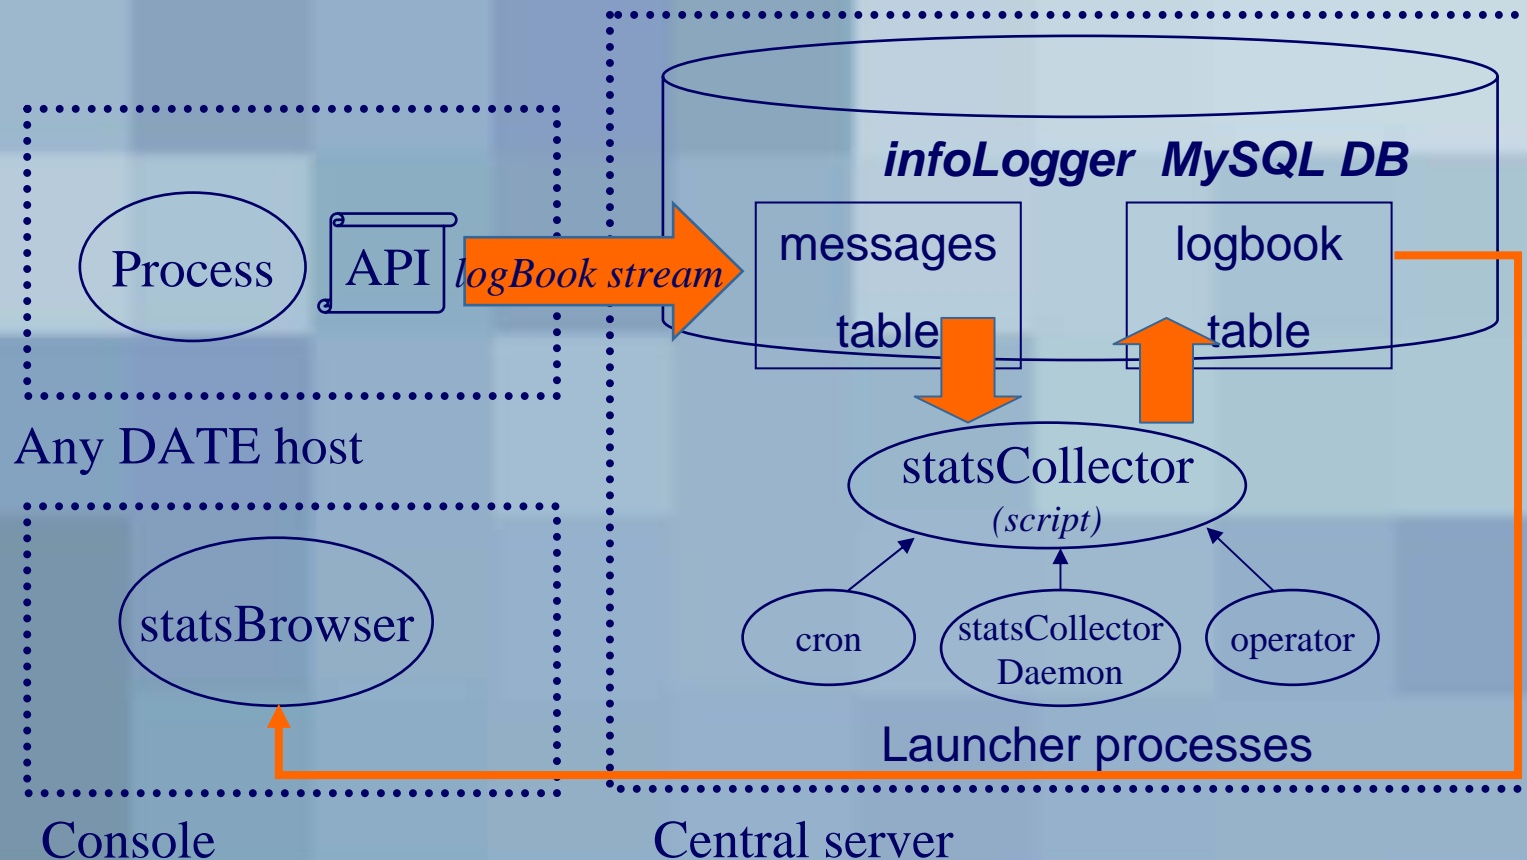 infoLogger MySQL DB
Process
API
logBook stream
messages
table
logbook
table
Any DATE host
statsCollector
(script)
statsBrowser
cron
statsCollector
Daemon
operator
Launcher processes
Console
Central server